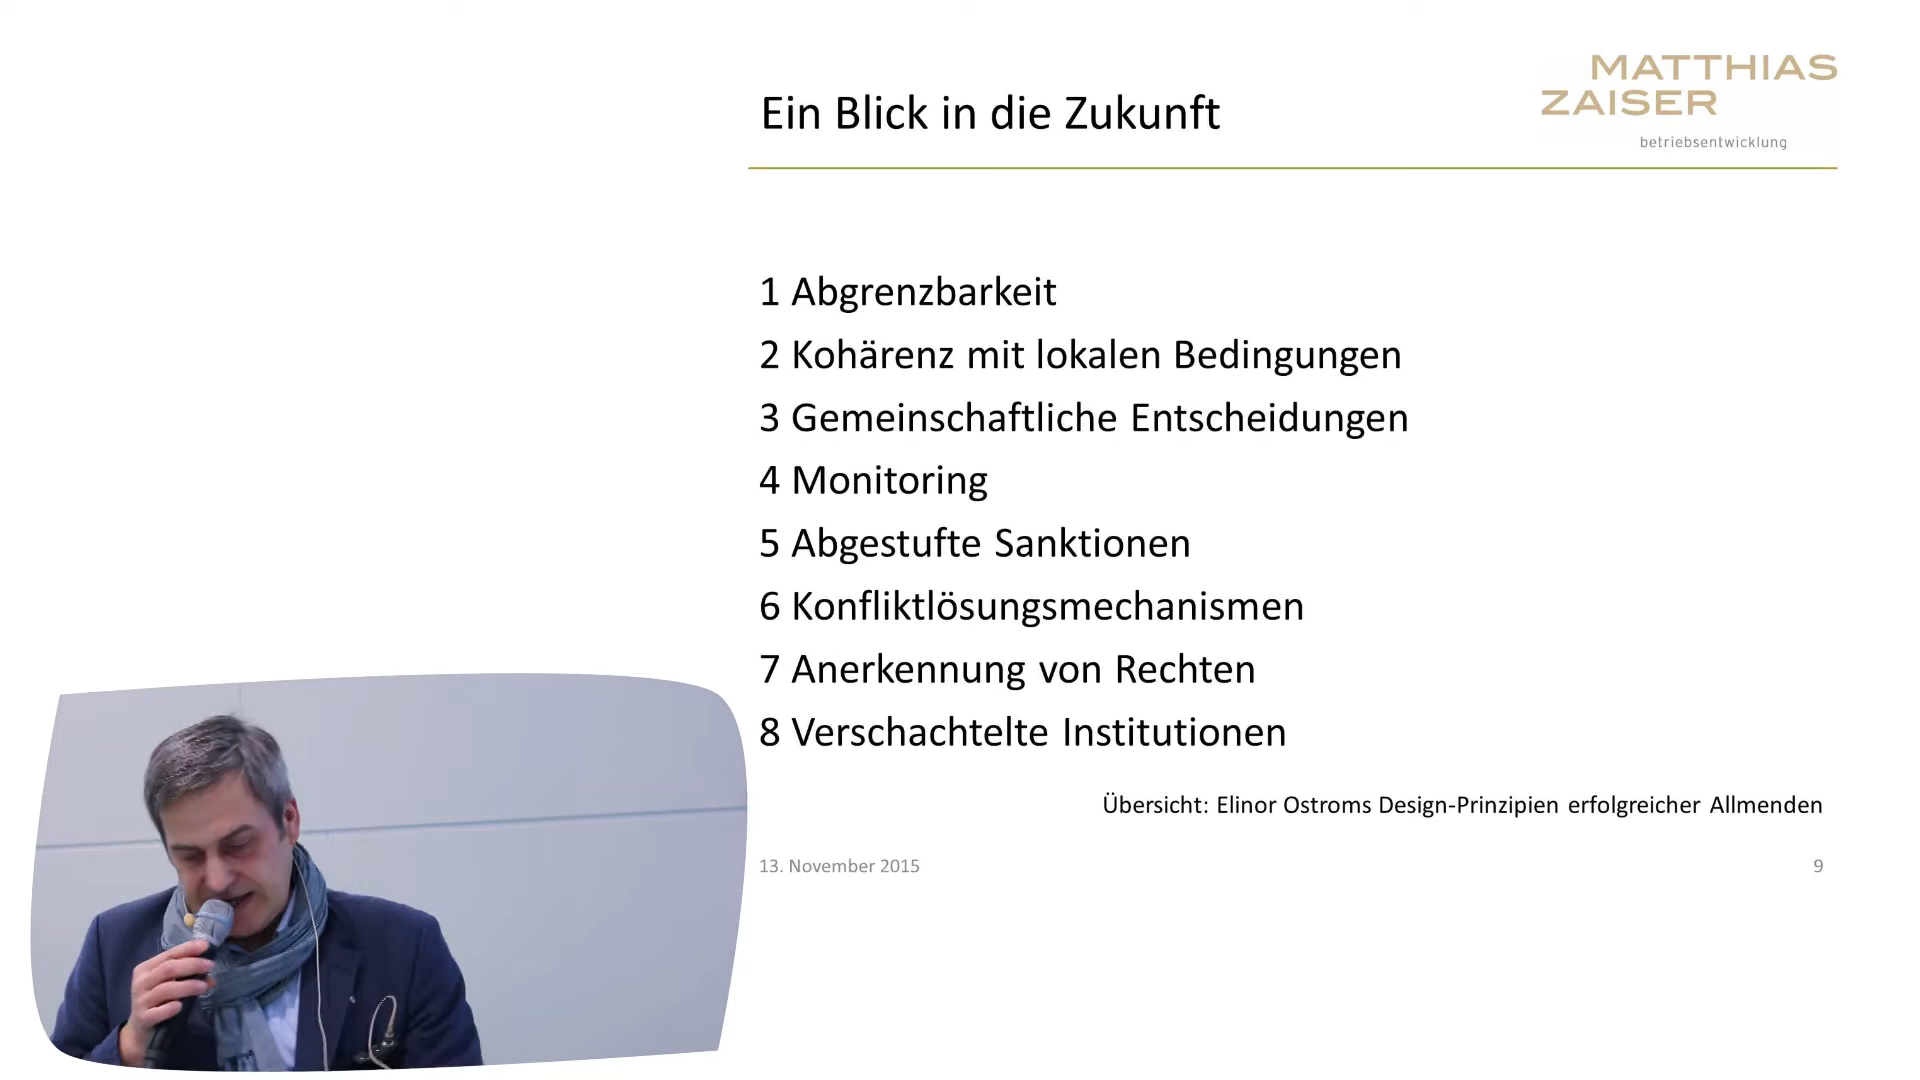 MATTHIAS
ZAISER
betriebsentwicklung
Ein Blick in die Zukunft
1 Abgrenzbarkeit
2 Kohärenz mit lokalen Bedingungen
3 Gemeinschaftliche Entscheidungen
4 Monitoring
5 Abgestufte Sanktionen
6 Konfliktlösungsmechanismen
7 Anerkennung von Rechten
8 Verschachtelte Institutionen
Übersicht: Elinor Ostroms Design-Prinzipien erfolgreicher Allmenden
13. November 2015
9